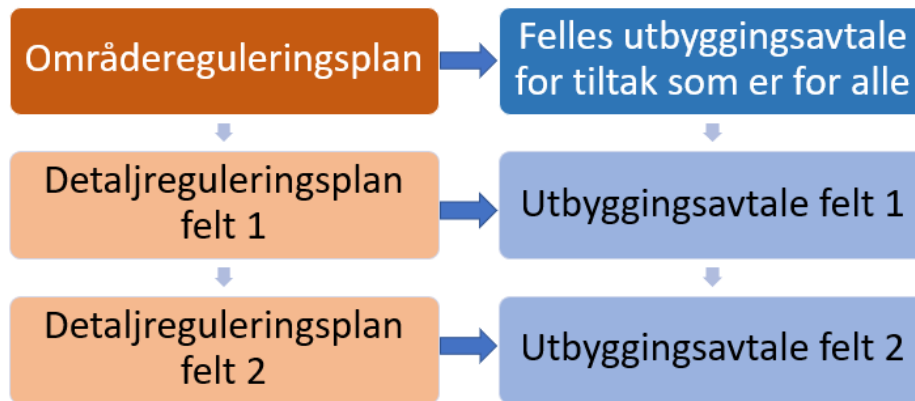 Områdereguleringsplan
Felles utbyggingsavtale
for tiltak som er for alle
Detaljreguleringsplan
felt 1
Utbyggingsavtale felt 1
Detaljreguleringsplan
felt 2
Utbyggingsavtale felt 2